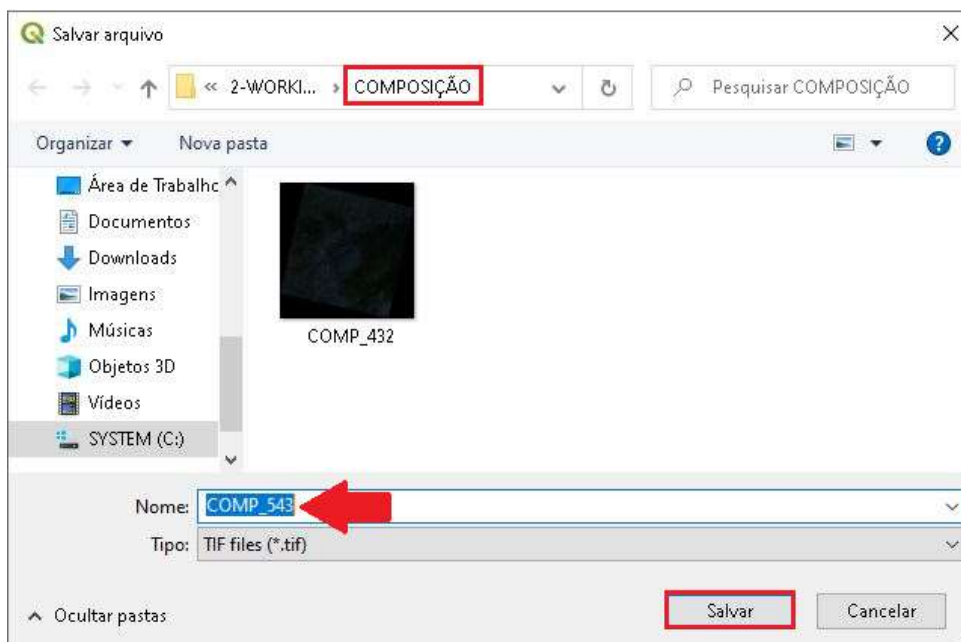 Salvar arquivo
« 2-WORKI... › COMPOSIÇÃO
Pesquisar COMPOSIÇÃO
Organizar
Nova pasta
Área de Trabalho
Documentos
Downloads
Imagens
Músicas
Objetos 3D
Vídeos
SYSTEM (C:)
COMP_432
Nome: COMP_543
Tipo: TIF files (*.tif)
Ocultar pastas
Salvar
Cancelar